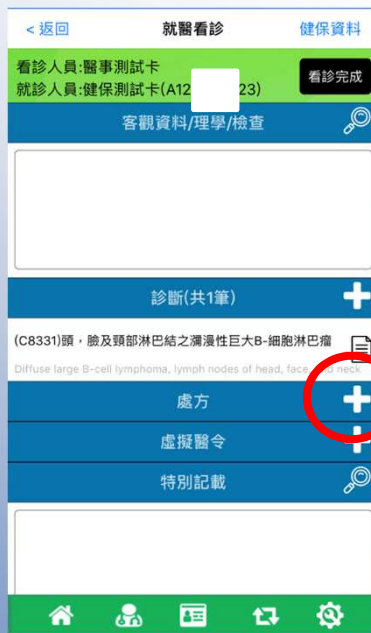 < 返回 就醫看診 健保資料
看診人員:醫事測試卡
就診人員:健保測試卡(A12 23)
看診完成
客觀資料/理學/檢查
診斷(共1筆)
(C8331)頭,臉及頸部淋巴結之瀰漫性巨大B-細胞淋巴瘤
Diffuse large B-cell lymphoma, lymph nodes of head, face, and neck
處方
虛擬醫令
特別記載